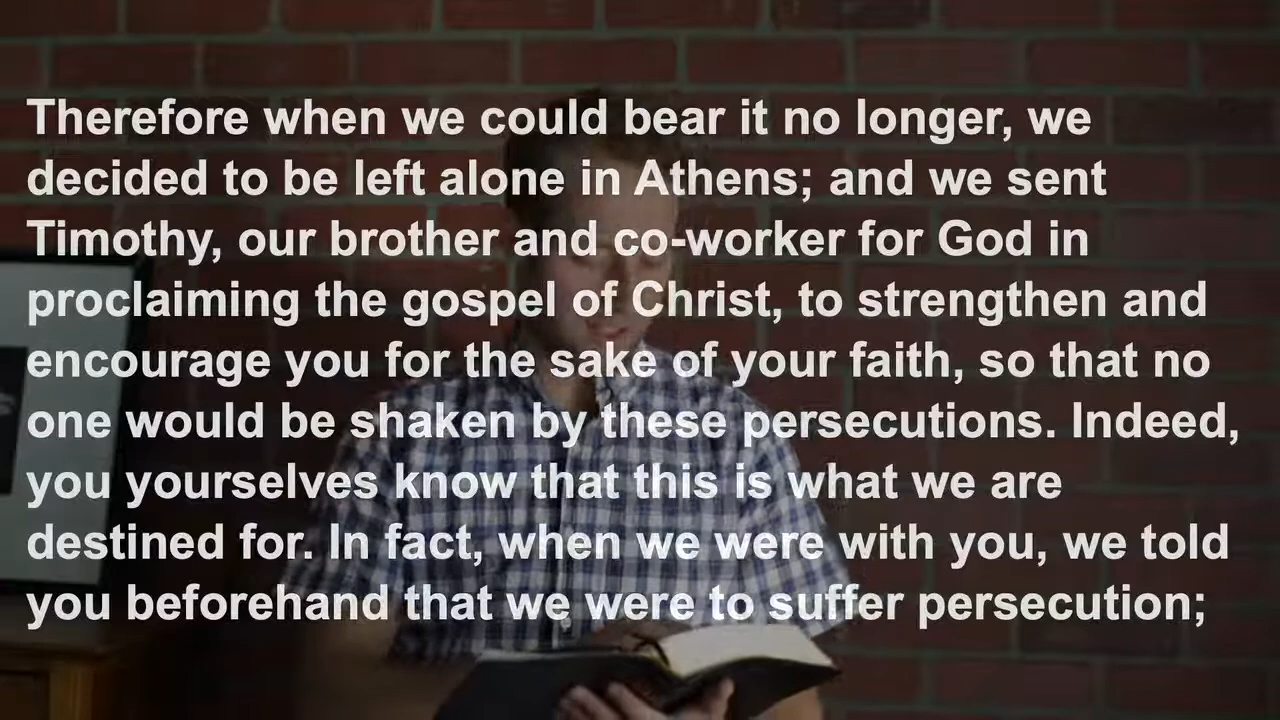 Therefore when we could bear it no longer, we
decided to be left alone in Athens; and we sent
Timothy, our brother and co-worker for God in
proclaiming the gospel of Christ, to strengthen and
encourage you for the sake of your faith, so that no
one would be shaken by these persecutions. Indeed,
you yourselves know that this is what we are
destined for. In fact, when we were with you, we told
you beforehand that we were to suffer persecution;